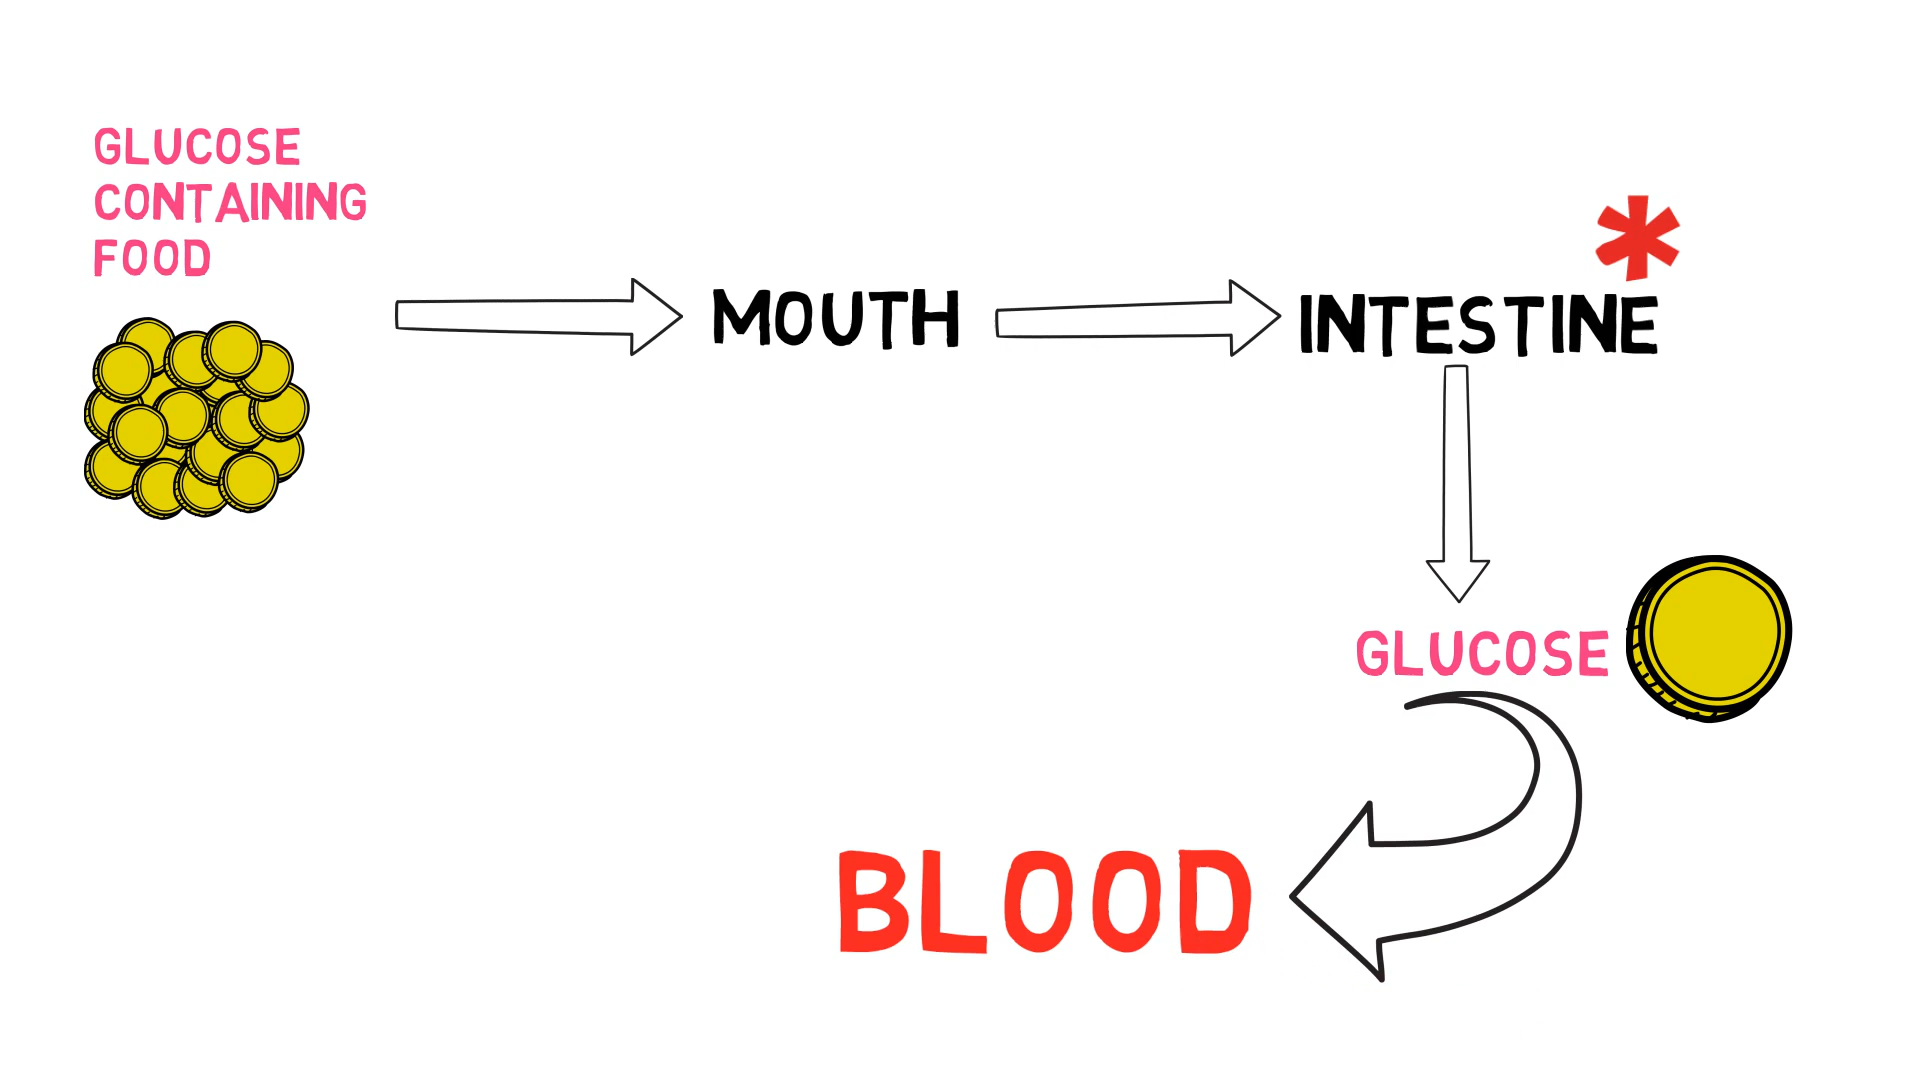 GLUCOSE
CONTAINING
FOOD
MOUTH
INTESTINE*
GLUCOSE
BLOOD